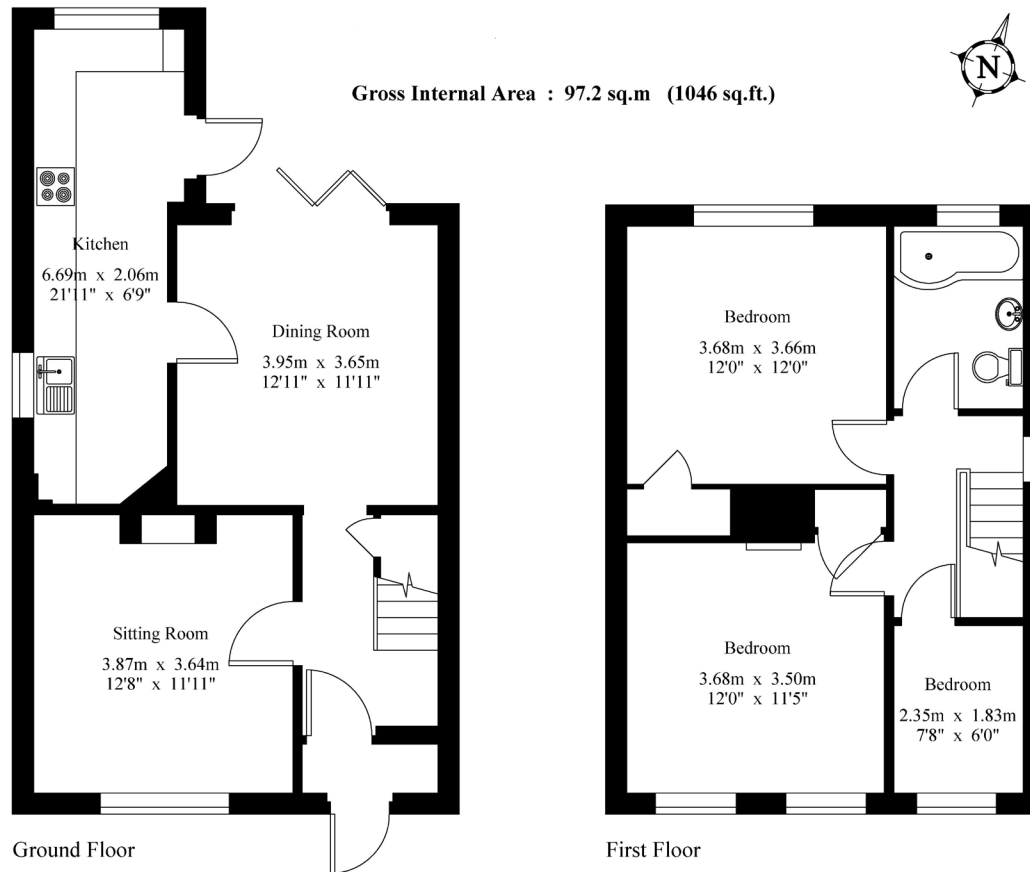 N
Gross Internal Area : 97.2 sq.m (1046 sq.ft.)
Kitchen
6.69m x 2.06m
21'11" x 6'9"
Dining Room
3.95m x 3.65m
12'11" x 11'11"
Sitting Room
3.87m x 3.64m
12'8" x 11'11"
Ground Floor
Bedroom
3.68m x 3.66m
12'0" x 12'0"
Bedroom
3.68m x 3.50m
12'0" x 11'5"
Bedroom
2.35m x 1.83m
7'8" x 6'0"
First Floor